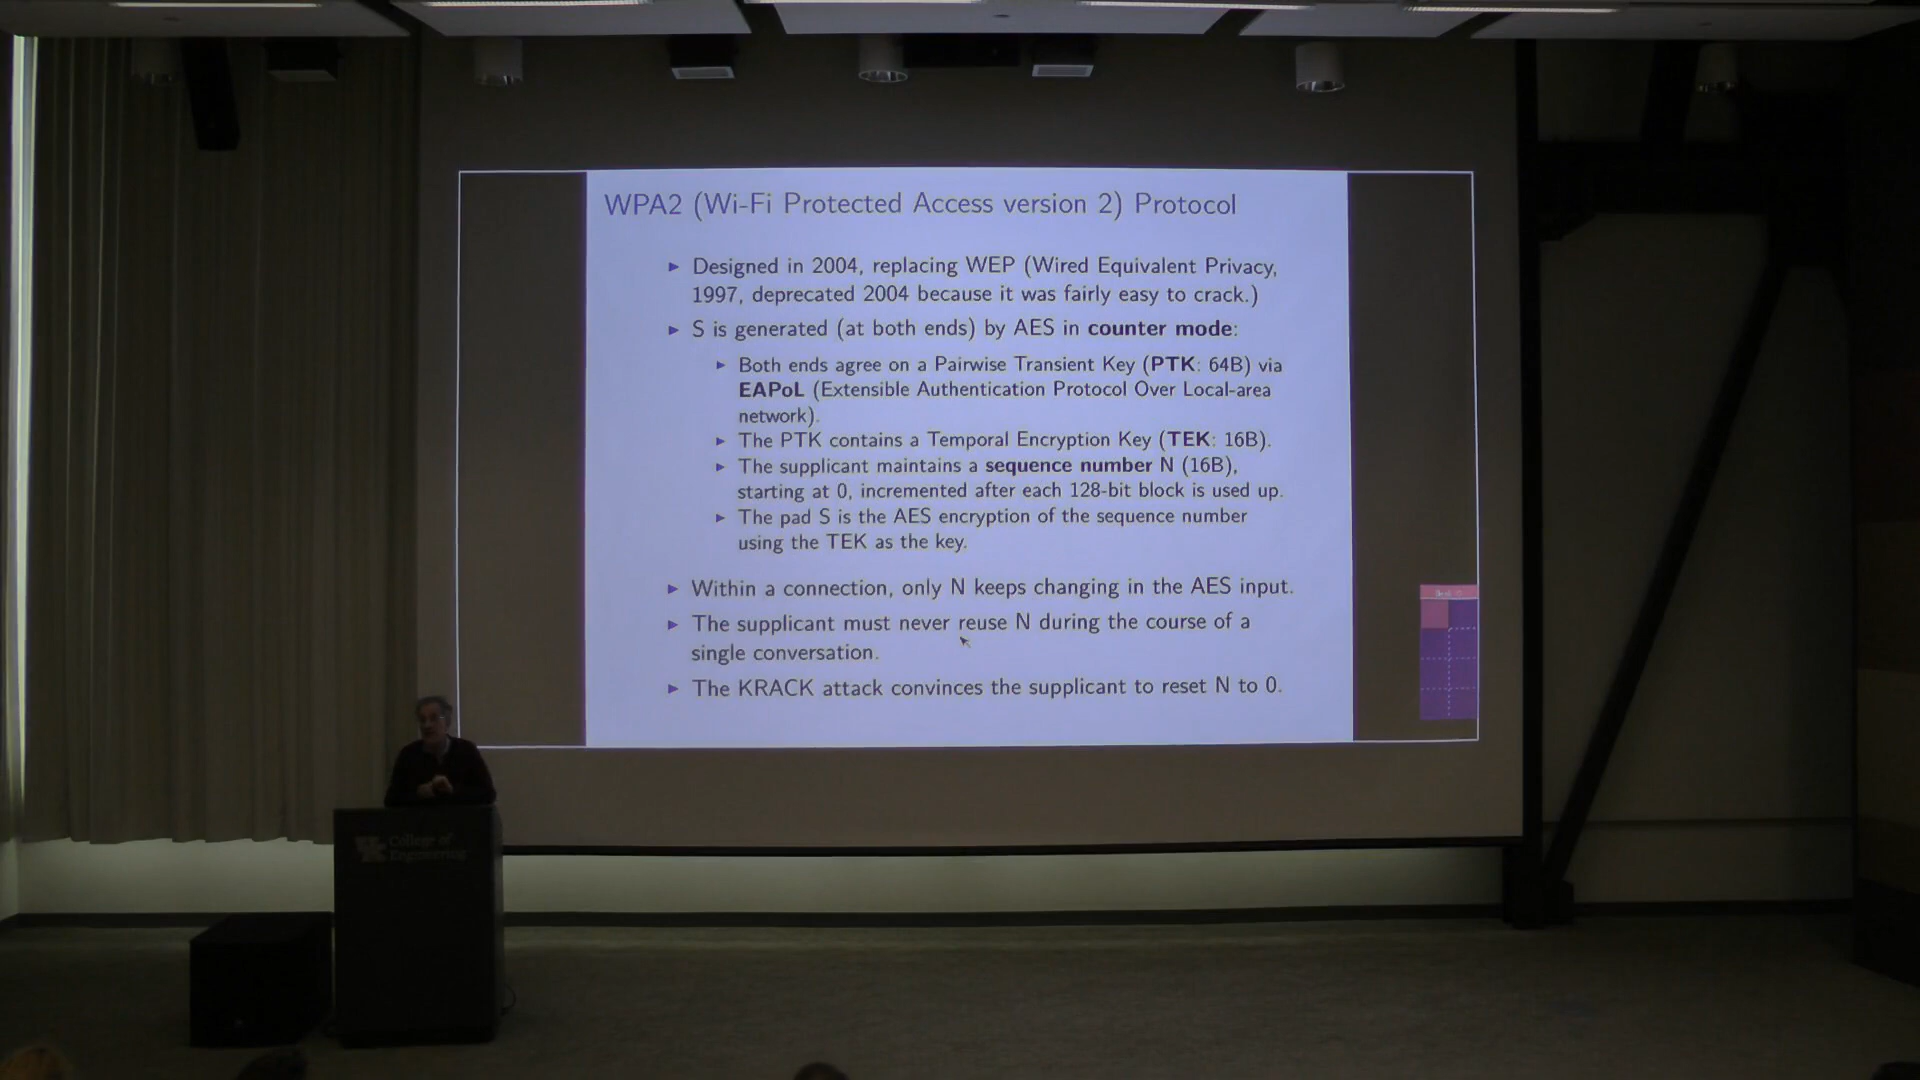 WPA2 (Wi-Fi Protected Access version 2) Protocol
► Designed in 2004, replacing WEP (Wired Equivalent Privacy,
1997, deprecated 2004 because it was fairly easy to crack.)
► S is generated (at both ends) by AES in counter mode:
► Both ends agree on a Pairwise Transient Key (PTK: 64B) via
EAPoL (Extensible Authentication Protocol Over Local-area
network).
► The PTK contains a Temporal Encryption Key (TEK: 16B).
► The supplicant maintains a sequence number N (16B),
starting at 0, incremented after each 128-bit block is used up.
► The pad S is the AES encryption of the sequence number
using the TEK as the key.
► Within a connection, only N keeps changing in the AES input.
► The supplicant must never reuse N during the course of a
single conversation.
► The KRACK attack convinces the supplicant to reset N to 0.
College of
Engineering